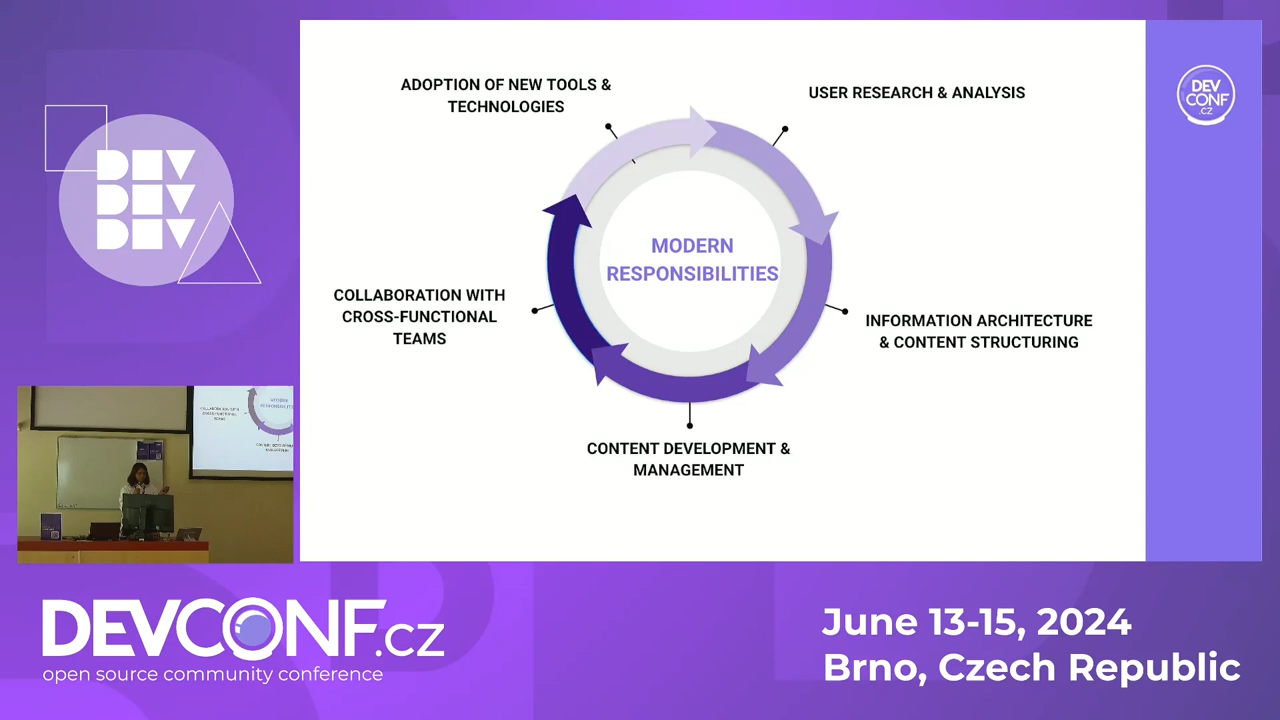 DEV
DEV
DEV
ADOPTION OF NEW TOOLS &
TECHNOLOGIES
USER RESEARCH & ANALYSIS
DEV
CONF
.CZ
MODERN
RESPONSIBILITIES
COLLABORATION WITH
CROSS-FUNCTIONAL
TEAMS
INFORMATION ARCHITECTURE
& CONTENT STRUCTURING
CONTENT DEVELOPMENT &
MANAGEMENT
DEVCONF.cz
open source community conference
June 13-15, 2024
Brno, Czech Republic